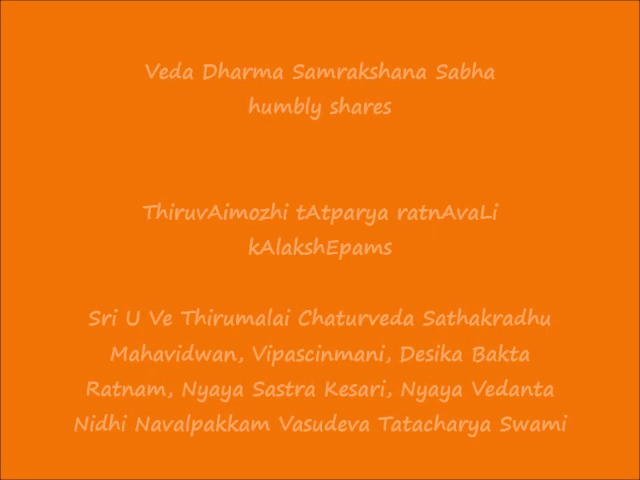 Veda Dharma Samrakshana Sabha
humbly shares
ThiruvAimozhi tAtparya ratnAvaLi
kAlakshEpams
Sri U Ve Thirumalai Chaturveda Sathakradhu
Mahavidwan, Vipascinmani, Desika Bakta
Ratnam, Nyaya Sastra Kesari, Nyaya Vedanta
Nidhi Navalpakkam Vasudeva Tatacharya Swami